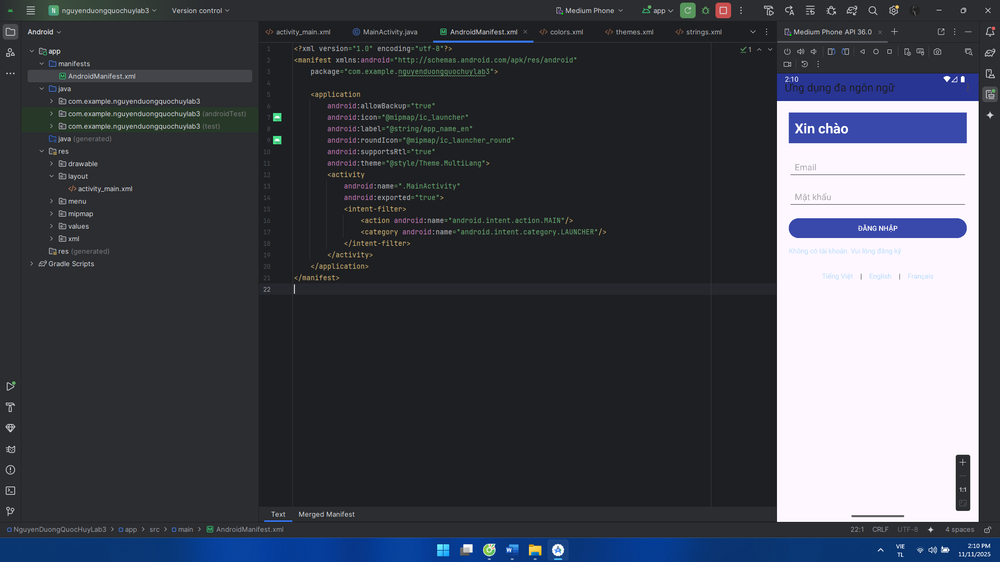 N nguyenduongquochuylab3 Version control Medium Phone app
Android
app
manifests
AndroidManifest.xml
java
com.example.nguyenduongquochuylab3
com.example.nguyenduongquochuylab3 (androidTest)
com.example.nguyenduongquochuylab3 (test)
java (generated)
res
drawable
layout
activity_main.xml
menu
mipmap
values
xml
res (generated)
Gradle Scripts
activity_main.xml MainActivity.java AndroidManifest.xml colors.xml themes.xml strings.xml
1
1 <?xml version="1.0" encoding="utf-8"?>
2 <manifest xmlns:android="http://schemas.android.com/apk/res/android"
3 package="com.example.nguyenduongquochuylab3">
4
5 <application
6 android:allowBackup="true"
7 android:icon="@mipmap/ic_launcher"
8 android:label="@string/app_name_en"
9 android:roundIcon="@mipmap/ic_launcher_round"
10 android:supportsRtl="true"
11 android:theme="@style/Theme.MultiLang">
12 <activity
13 android:name=".MainActivity"
14 android:exported="true">
15 <intent-filter>
16 <action android:name="android.intent.action.MAIN"/>
17 <category android:name="android.intent.category.LAUNCHER"/>
18 </intent-filter>
19 </activity>
20 </application>
21 </manifest>
22
Text Merged Manifest
Medium Phone API 36.0
2:10
Ứng dụng đa ngôn ngữ
Xin chào
Email
Mật khẩu
ĐĂNG NHẬP
Không có tài khoản. Vui lòng đăng ký
Tiếng Việt | English | Français
1:1
NguyenDuongQuocHuyLab3 app src main AndroidManifest.xml 22:1 CRLF UTF-8 4 spaces
VIE
TL
2:10 PM
11/11/2025